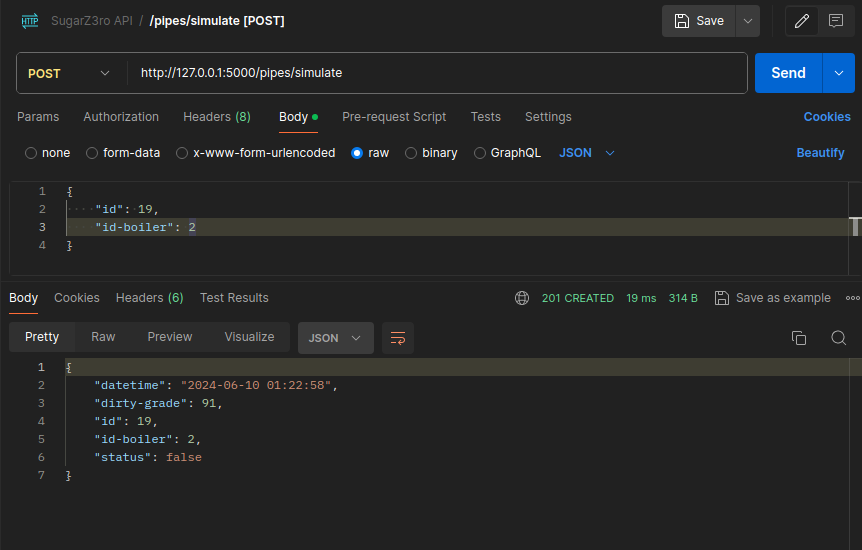 HTTP SugarZ3ro API / /pipes/simulate [POST] Save
POST http://127.0.0.1:5000/pipes/simulate Send
Params Authorization Headers (8) Body Pre-request Script Tests Settings Cookies
none form-data x-www-form-urlencoded raw binary GraphQL JSON Beautify
1 {
2 ····"id":·19,
3 ····"id-boiler": 2
4 }
Body Cookies Headers (6) Test Results 201 CREATED 19 ms 314 B Save as example
Pretty Raw Preview Visualize JSON
1 {
2 "datetime": "2024-06-10 01:22:58",
3 "dirty-grade": 91,
4 "id": 19,
5 "id-boiler": 2,
6 "status": false
7 }